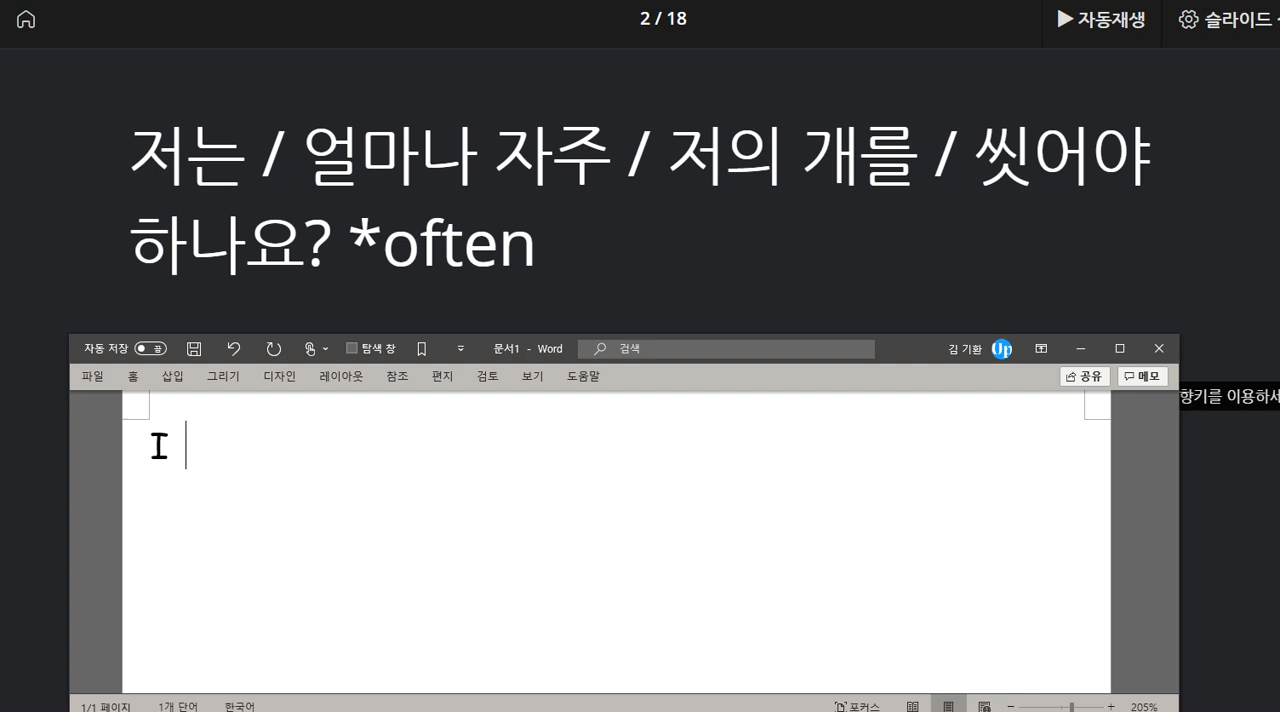 2 / 18
자동재생
슬라이드
저는 / 얼마나 자주 / 저의 개를 / 씻어야
하나요? *often
자동 저장 끔 탐색 창 문서1 - Word 검색 김 기환 Up
파일 홈 삽입 그리기 디자인 레이아웃 참조 편지 검토 보기 도움말 공유 메모
향키를 이용하세
I
1/1 페이지 1개 단어 한국어 포커스 - + 205%